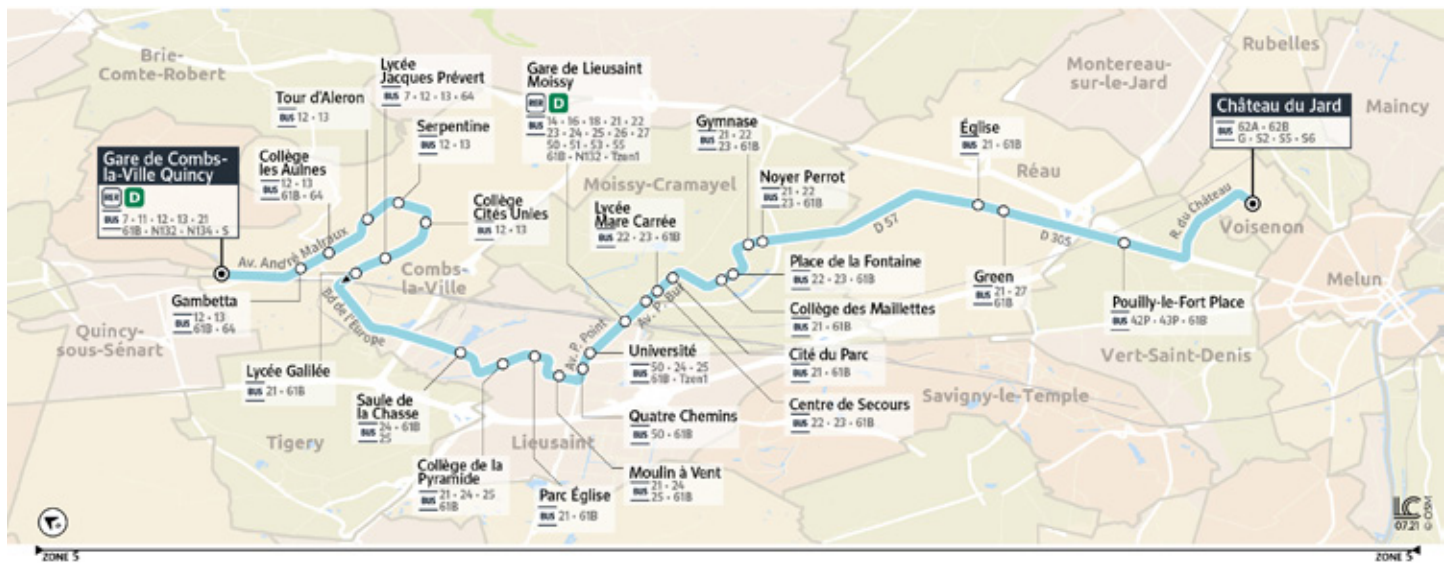 Brie-
Comte-Robert
Lycée
Jacques Prévert
BUS 7 • 12 • 13 • 64
Tour d'Aleron
BUS 12 • 13
Serpentine
BUS 12 • 13
Gare de Lieusaint
Moissy
RER D
BUS 14 • 16 • 18 • 21 • 22
23 • 24 • 25 • 26 • 27
50 • 51 • 53 • 55
61B • N132 • Tzen1
Gymnase
BUS 21 • 22
23 • 61B
Église
BUS 21 • 61B
Montereau-
sur-le-Jard
Rubelles
Maincy
Château du Jard
BUS 62A • 62B
G • S2 • S5 • S6
Gare de Combs-
la-Ville Quincy
RER D
BUS 7 • 11 • 12 • 13 • 21
61B • N132 • N134 • S
Collège
les Aulnes
BUS 12 • 13
61B • 64
Collège
Cités Unies
BUS 12 • 13
Moissy-Cramayel
Noyer Perrot
BUS 21 • 22
23 • 61B
Réau
Lycée
Mare Carrée
BUS 22 • 23 • 61B
R. du Château
Voisenon
Av. André Malraux
D 57
D 305
Combs-
la-Ville
Place de la Fontaine
BUS 22 • 23 • 61B
Green
BUS 21 • 27
61B
Melun
Gambetta
BUS 12 • 13
61B • 64
Bd de l'Europe
Av. P. Bur
Collège des Maillettes
BUS 21 • 61B
Pouilly-le-Fort Place
BUS 42P • 43P • 61B
Quincy-
sous-Sénart
Av. P. Point
Université
BUS 50 • 24 • 25
61B • Tzen1
Cité du Parc
BUS 21 • 61B
Vert-Saint-Denis
Lycée Galilée
BUS 21 • 61B
Saule de
la Chasse
BUS 24 • 61B
25
Centre de Secours
BUS 22 • 23 • 61B
Savigny-le-Temple
Tigery
Lieusaint
Quatre Chemins
BUS 50 • 61B
Collège de la
Pyramide
BUS 21 • 24 • 25
61B
Parc Église
BUS 21 • 61B
Moulin à Vent
BUS 21 • 24
25 • 61B
LC
07.21
© OSM
ZONE 5
ZONE 5